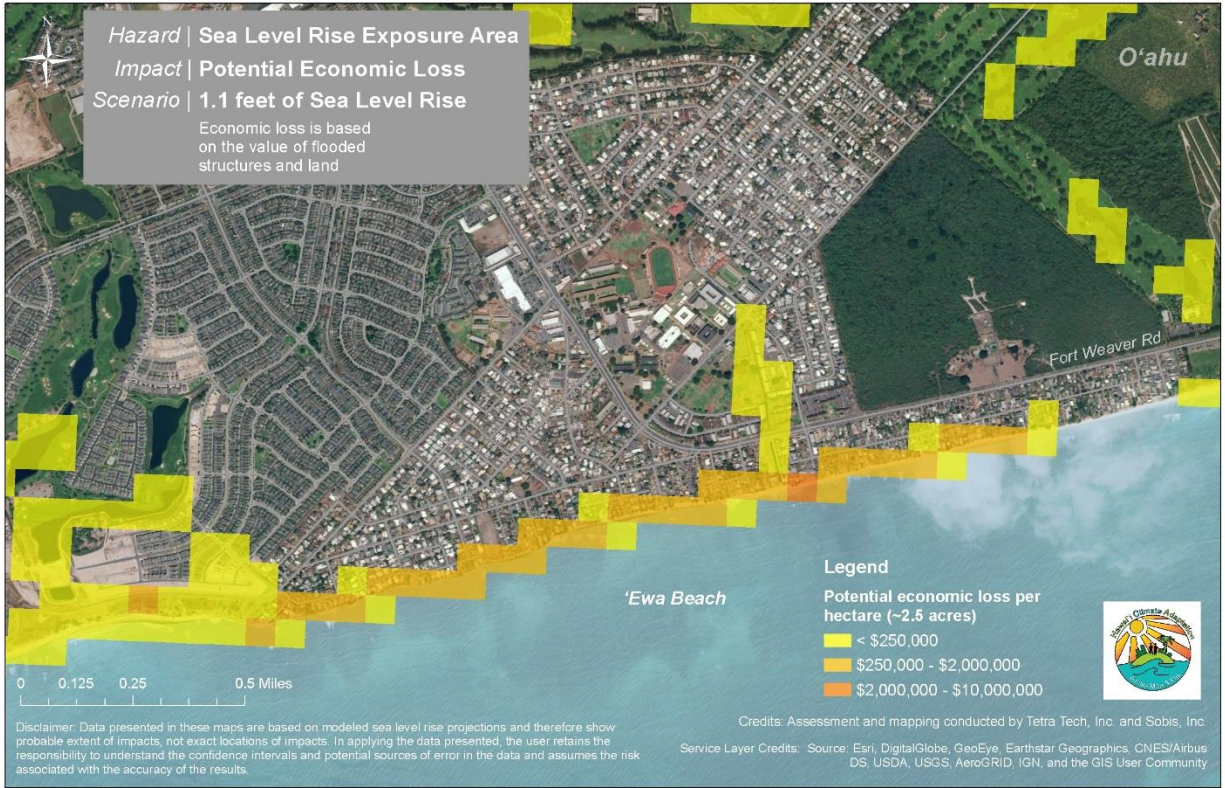 Hazard | Sea Level Rise Exposure Area
Impact | Potential Economic Loss
Scenario | 1.1 feet of Sea Level Rise
Economic loss is based
on the value of flooded
structures and land
O‘ahu
Fort Weaver Rd
‘Ewa Beach
Legend
Potential economic loss per
hectare (~2.5 acres)
< $250,000
$250,000 - $2,000,000
$2,000,000 - $10,000,000
Hawai‘i Climate Adaptation
0 0.125 0.25 0.5 Miles
Disclaimer: Data presented in these maps are based on modeled sea level rise projections and therefore show
probable extent of impacts, not exact locations of impacts. In applying the data presented, the user retains the
responsibility to understand the confidence intervals and potential sources of error in the data and assumes the risk
associated with the accuracy of the results.
Credits: Assessment and mapping conducted by Tetra Tech, Inc. and Sobis, Inc.
Service Layer Credits: Source: Esri, DigitalGlobe, GeoEye, Earthstar Geographics, CNES/Airbus
DS, USDA, USGS, AeroGRID, IGN, and the GIS User Community